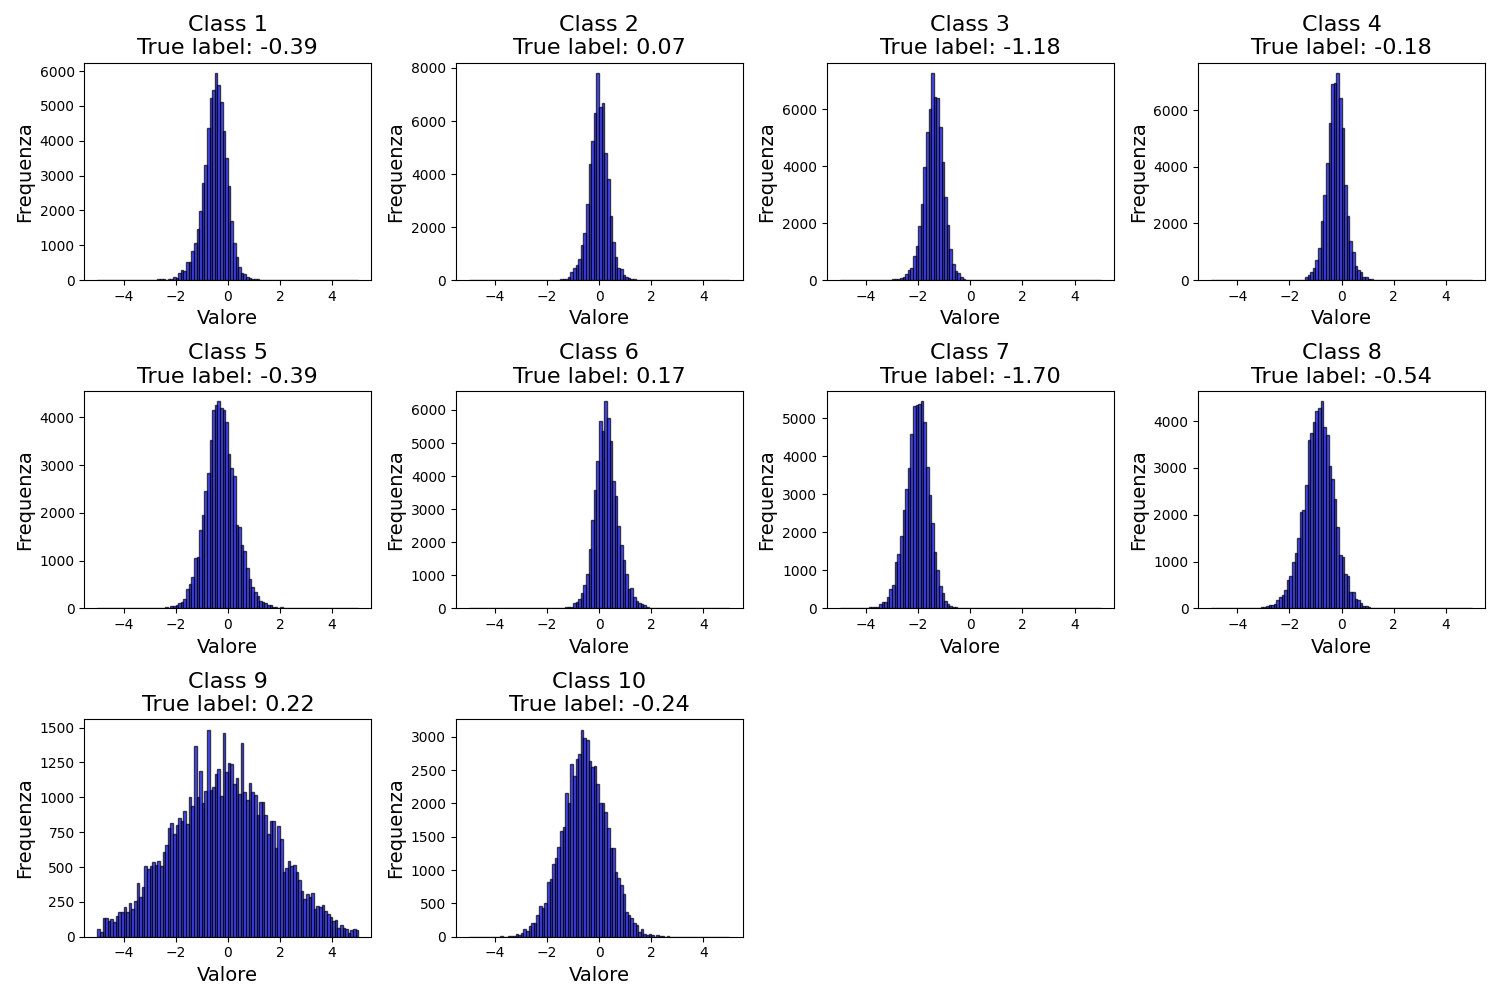 Class 1
True label: -0.39
Class 2
True label: 0.07
Class 3
True label: -1.18
Class 4
True label: -0.18
6000
5000
4000
3000
2000
1000
0
Frequenza
−4 −2 0 2 4
Valore
8000
6000
4000
2000
0
Frequenza
−4 −2 0 2 4
Valore
6000
4000
2000
0
Frequenza
−4 −2 0 2 4
Valore
6000
4000
2000
0
Frequenza
−4 −2 0 2 4
Valore
Class 5
True label: -0.39
Class 6
True label: 0.17
Class 7
True label: -1.70
Class 8
True label: -0.54
4000
3000
2000
1000
0
Frequenza
−4 −2 0 2 4
Valore
6000
5000
4000
3000
2000
1000
0
Frequenza
−4 −2 0 2 4
Valore
5000
4000
3000
2000
1000
0
Frequenza
−4 −2 0 2 4
Valore
4000
3000
2000
1000
0
Frequenza
−4 −2 0 2 4
Valore
Class 9
True label: 0.22
Class 10
True label: -0.24
1500
1250
1000
750
500
250
0
Frequenza
−4 −2 0 2 4
Valore
3000
2500
2000
1500
1000
500
0
Frequenza
−4 −2 0 2 4
Valore